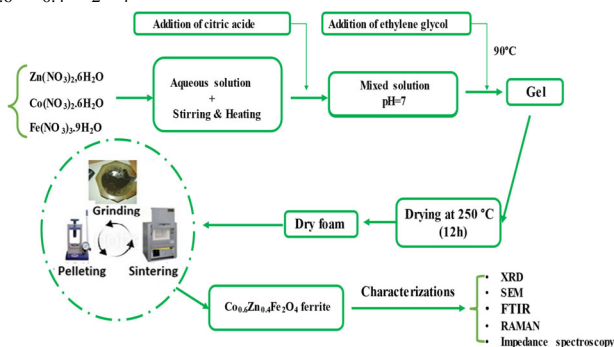 Addition of citric acide
Addition of ethylene glycol
90°C
Zn(NO3)2,6H2O
Co(NO3)2.6H2O
Fe(NO3)3.9H2O
Aqueous solution
+
Stirring & Heating
Mixed solution
pH=7
Gel
Grinding
Pelleting
Sintering
Dry foam
Drying at 250 °C
(12h)
Co0.6Zn0.4Fe2O4 ferrite
Characterizations
• XRD
• SEM
• FTIR
• RAMAN
• Impedance spectroscopy